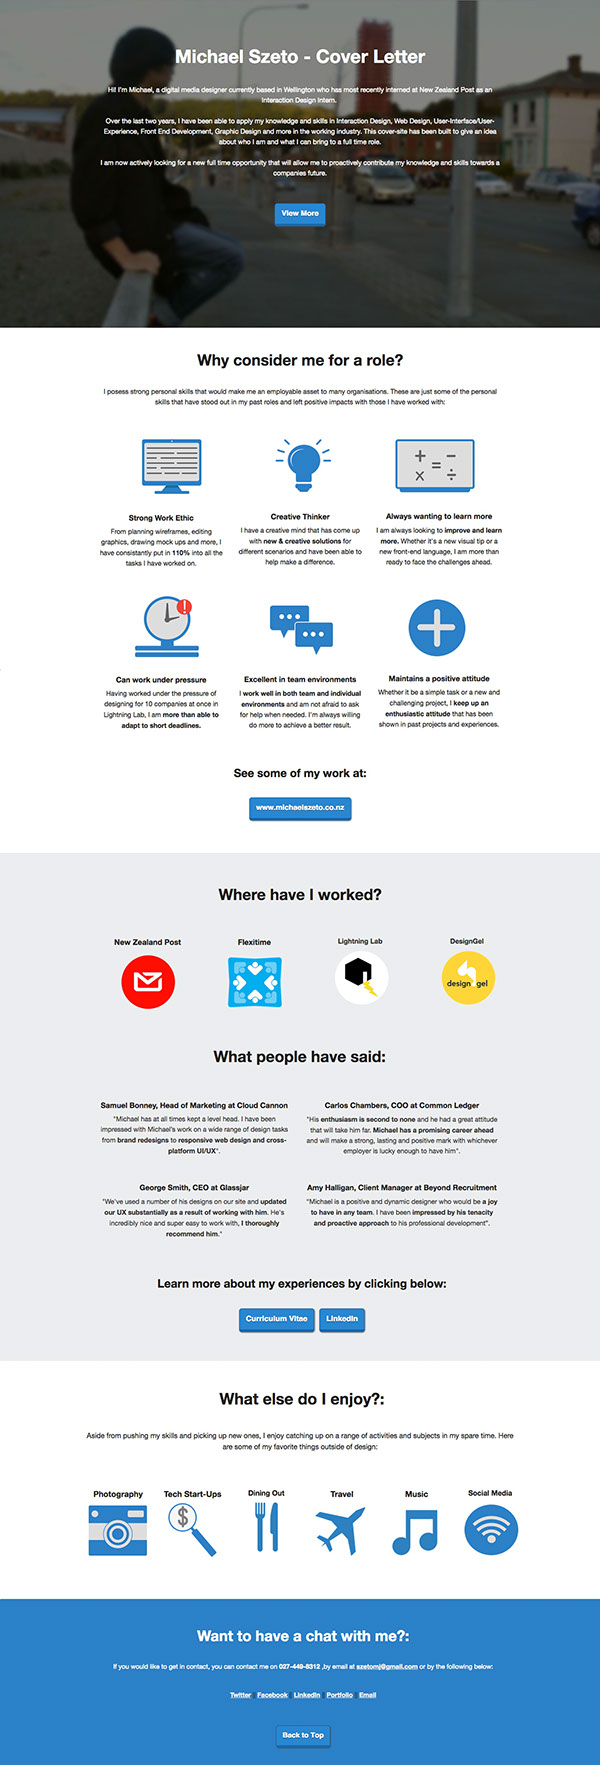 Michael Szeto - Cover Letter
Hi! I'm Michael, a digital media designer currently based in Wellington who has most recently interned at New Zealand Post as an
Interaction Design Intern.
Over the last two years, I have been able to apply my knowledge and skills in Interaction Design, Web Design, User-Interface/User-
Experience, Front End Development, Graphic Design and more in the working industry. This cover-site has been built to give an idea
about who I am and what I can bring to a full time role.
I am now actively looking for a new full time opportunity that will allow me to proactively contribute my knowledge and skills towards a
companies future.
View More
Why consider me for a role?
I posess strong personal skills that would make me an employable asset to many organisations. These are just some of the personal
skills that have stood out in my past roles and left positive impacts with those I have worked with:
Strong Work Ethic
From planning wireframes, editing
graphics, drawing mock ups and more, I
have consistantly put in 110% into all the
tasks I have worked on.
Creative Thinker
I have a creative mind that has come up
with new & creative solutions for
different scenarios and have been able to
help make a difference.
+ −
=
x ÷
Always wanting to learn more
I am always looking to improve and learn
more. Whether it's a new visual tip or a
new front-end language, I am more than
ready to face the challenges ahead.
!
Can work under pressure
Having worked under the pressure of
designing for 10 companies at once in
Lightning Lab, I am more than able to
adapt to short deadlines.
Excellent in team environments
I work well in both team and individual
environments and am not afraid to ask
for help when needed. I'm always willing
do more to achieve a better result.
Maintains a positive attitude
Whether it be a simple task or a new and
challenging project, I keep up an
enthusiastic attitude that has been
shown in past projects and experiences.
See some of my work at:
www.michaelszeto.co.nz
Where have I worked?
New Zealand Post
Flexitime
Lightning Lab
DesignGel
design gel
What people have said:
Samuel Bonney, Head of Marketing at Cloud Cannon
"Michael has at all times kept a level head. I have been
impressed with Michael's work on a wide range of design tasks
from brand redesigns to responsive web design and cross-
platform UI/UX".
Carlos Chambers, COO at Common Ledger
"His enthusiasm is second to none and he had a great attitude
that will take him far. Michael has a promising career ahead
and will make a strong, lasting and positive mark with whichever
employer is lucky enough to have him".
George Smith, CEO at Glassjar
"We've used a number of his designs on our site and updated
our UX substantially as a result of working with him. He's
incredibly nice and super easy to work with, I thoroughly
recommend him."
Amy Halligan, Client Manager at Beyond Recruitment
"Michael is a positive and dynamic designer who would be a joy
to have in any team. I have been impressed by his tenacity
and proactive approach to his professional development".
Learn more about my experiences by clicking below:
Curriculum Vitae
LinkedIn
What else do I enjoy?:
Aside from pushing my skills and picking up new ones, I enjoy catching up on a range of activities and subjects in my spare time. Here
are some of my favorite things outside of design:
Photography
Tech Start-Ups
$
Dining Out
Travel
Music
Social Media
Want to have a chat with me?:
If you would like to get in contact, you can contact me on 027-449-8312 ,by email at szetomj@gmail.com or by the following below:
Twitter | Facebook | LinkedIn | Portfolio | Email
Back to Top